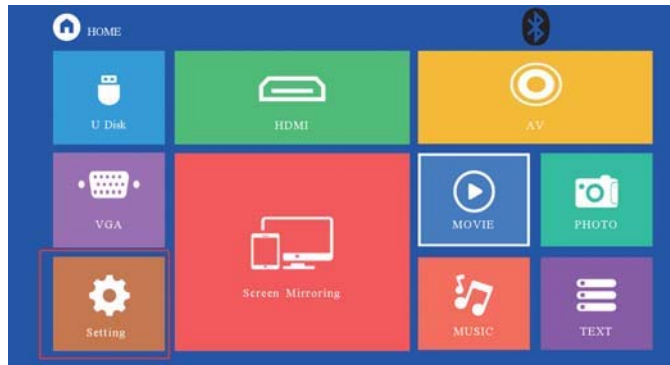 HOME
U Disk
HDMI
AV
VGA
Screen Mirroring
MOVIE
PHOTO
Setting
MUSIC
TEXT